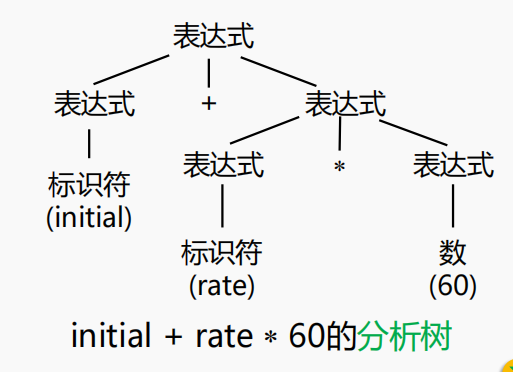 表达式
表达式 + 表达式
表达式 * 表达式
标识符
(initial)
标识符 数
(rate) (60)
initial + rate * 60的分析树